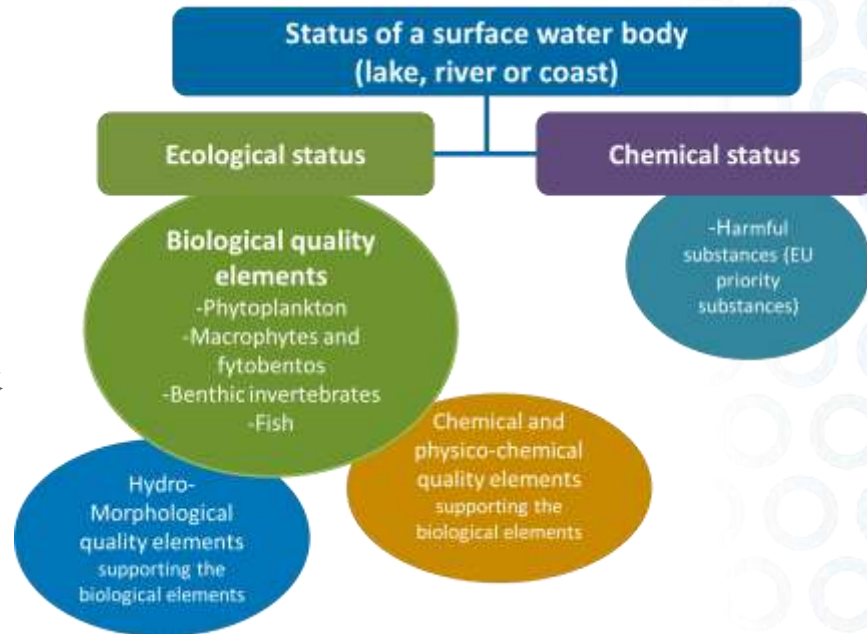 Status of a surface water body
(lake, river or coast)
Ecological status
Chemical status
Biological quality
elements
-Phytoplankton
-Macrophytes and
fytobentos
-Benthic invertebrates
-Fish
-Harmful
substances (EU
priority
substances)
Hydro-
Morphological
quality elements
supporting the
biological elements
Chemical and
physico-chemical
quality elements
supporting the
biological elements